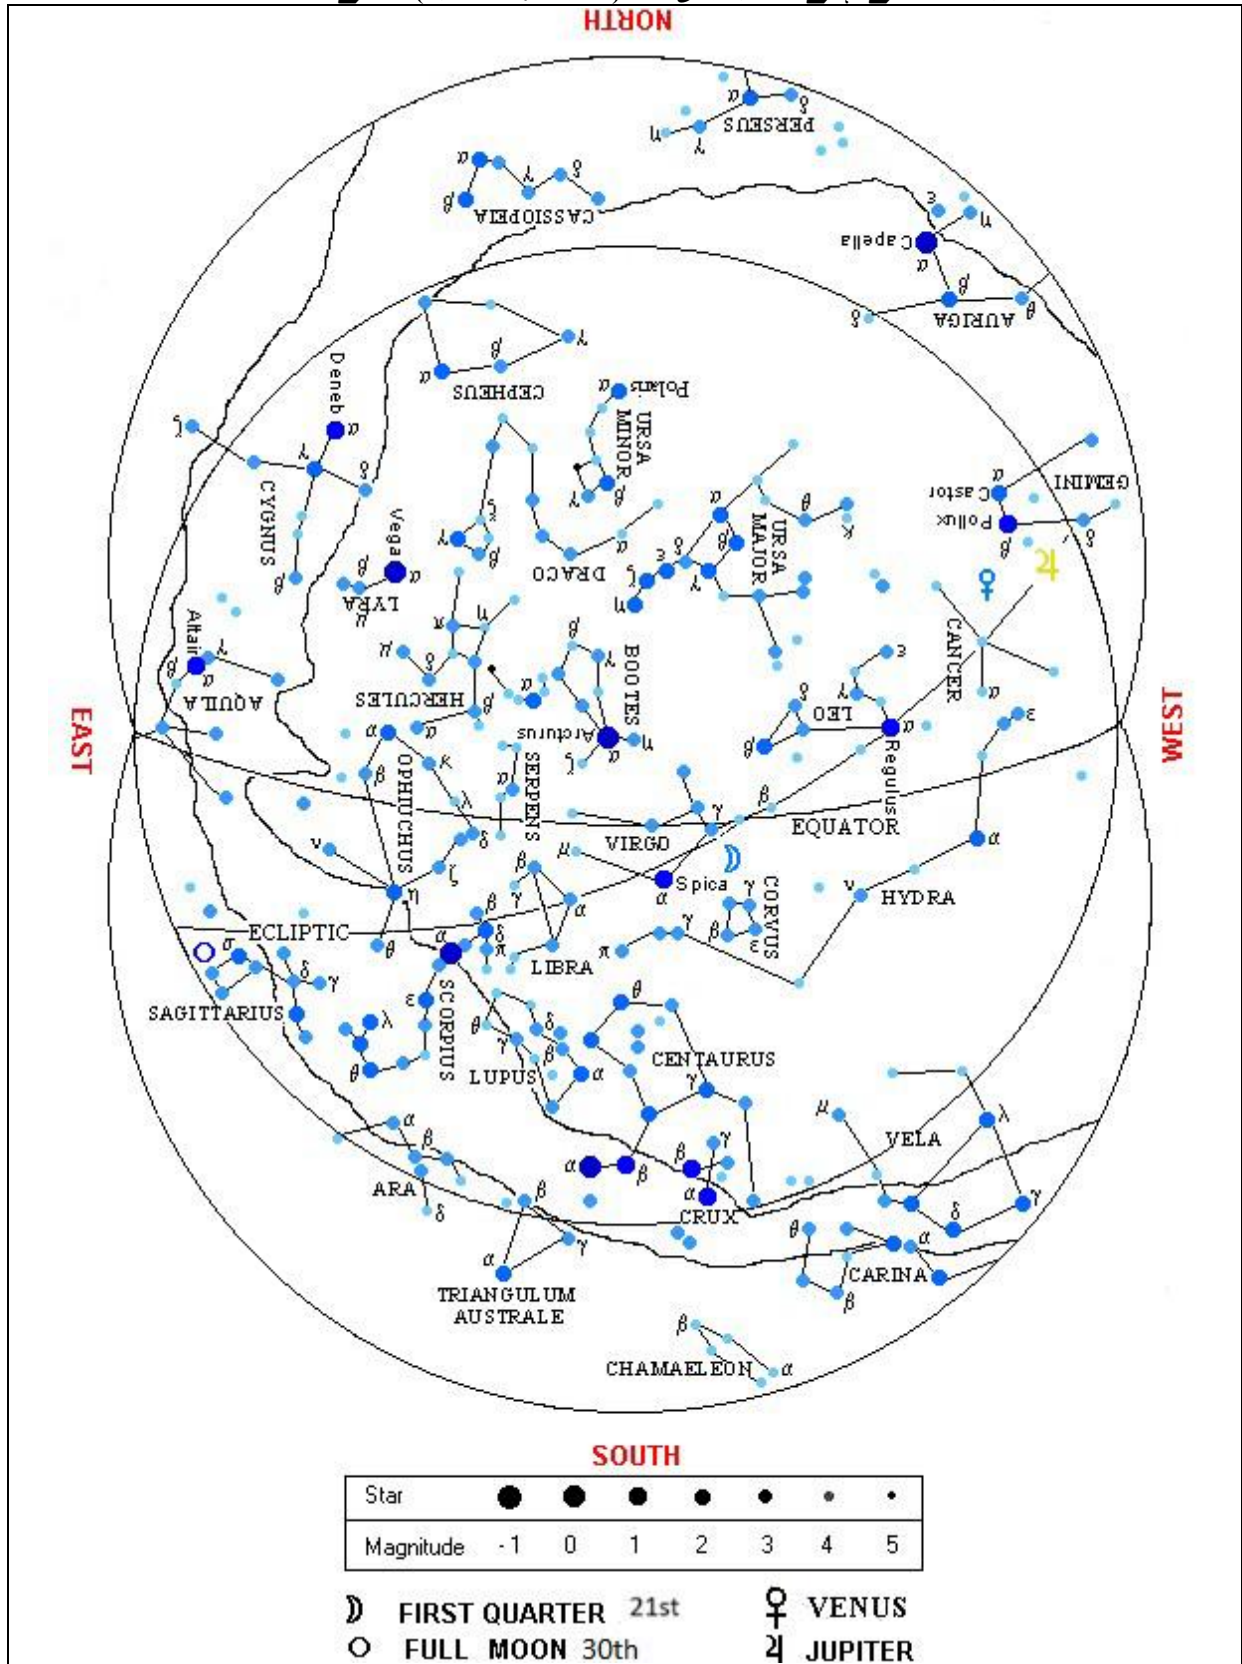 NORTH
α
δ
PERSEUS
η
γ
α
γ
δ
β
CASSIOPEIA
ε
η
Capella
α
β
θ
δ
AURIGA
γ
β
α
CEPHEUS
α
Polaris
URSA
MINOR
γ
β
Deneb
α
ζ
γ
δ
CYGNUS
β
Vega
α
β
LYRA
μ
ζ
γ
β
α
DRACO
α
β
δ
ε
ζ
γ
η
URSA
MAJOR
θ
κ
α
Castor
Pollux
β
δ
GEMINI
♀
♃
CANCER
α
Altair
γ
β
α
AQUILA
π
η
μ
δ
HERCULES
β
α
β
γ
BOOTES
α
Arcturus
α
η
ζ
ε
γ
δ
LEO
β
α
Regulus
ε
EAST
WEST
α
α
β
κ
OPHIUCHUS
λ
δ
ν
ζ
η
θ
SERPENS
α
VIRGO
γ
β
EQUATOR
μ
Spica
α
α
HYDRA
ν
γ
π
γ
β
ε
CORVUS
β
γ
α
LIBRA
ECLIPTIC
σ
δ
γ
SAGITTARIUS
β
α
δ
π
ε
SCORPIUS
λ
θ
θ
δ
γ
β
α
LUPUS
θ
CENTAURUS
γ
α
β
μ
VELA
λ
δ
γ
α
β
ARA
δ
β
γ
α
CRUX
β
α
γ
TRIANGULUM
AUSTRALE
θ
α
CARINA
β
β
CHAMAELEON
α
SOUTH
Star
Magnitude -1 0 1 2 3 4 5
FIRST QUARTER 21st
♀ VENUS
FULL MOON 30th
♃ JUPITER